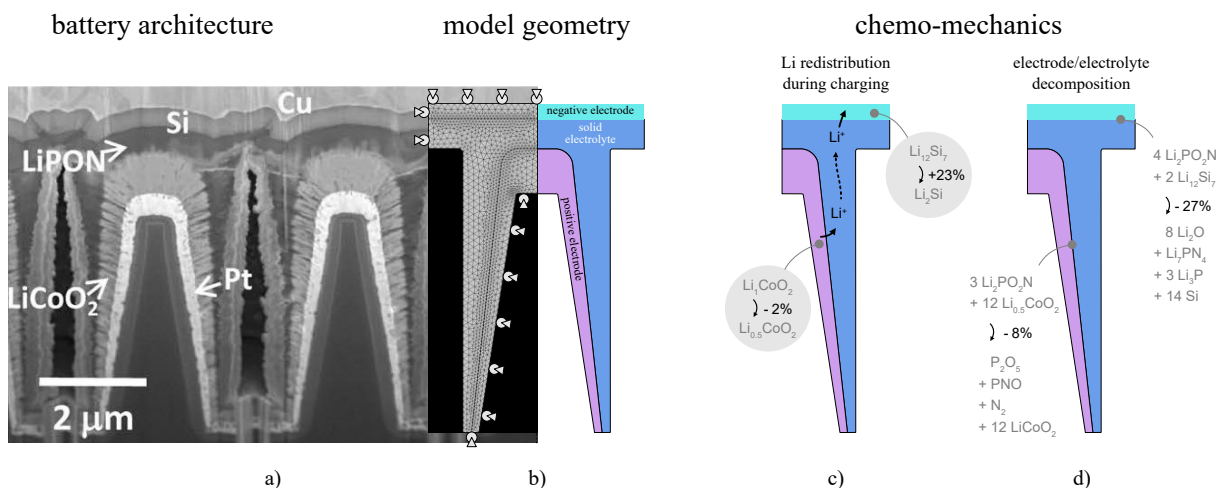 battery architecture
model geometry
chemo-mechanics
Li redistribution
during charging
electrode/electrolyte
decomposition
Cu
Si
LiPON
LiCoO₂
Pt
2 μm
negative electrode
solid
electrolyte
positive electrode
Li⁺
Li⁺
Li₁₂Si₇
+23%
Li₂Si
Li₁CoO₂
- 2%
Li₀.₅CoO₂
4 Li₂PO₂N
+ 2 Li₁₂Si₇
- 27%
8 Li₂O
+ Li₇PN₄
+ 3 Li₃P
+ 14 Si
3 Li₂PO₂N
+ 12 Li₀.₅CoO₂
- 8%
P₂O₅
+ PNO
+ N₂
+ 12 LiCoO₂
a)
b)
c)
d)